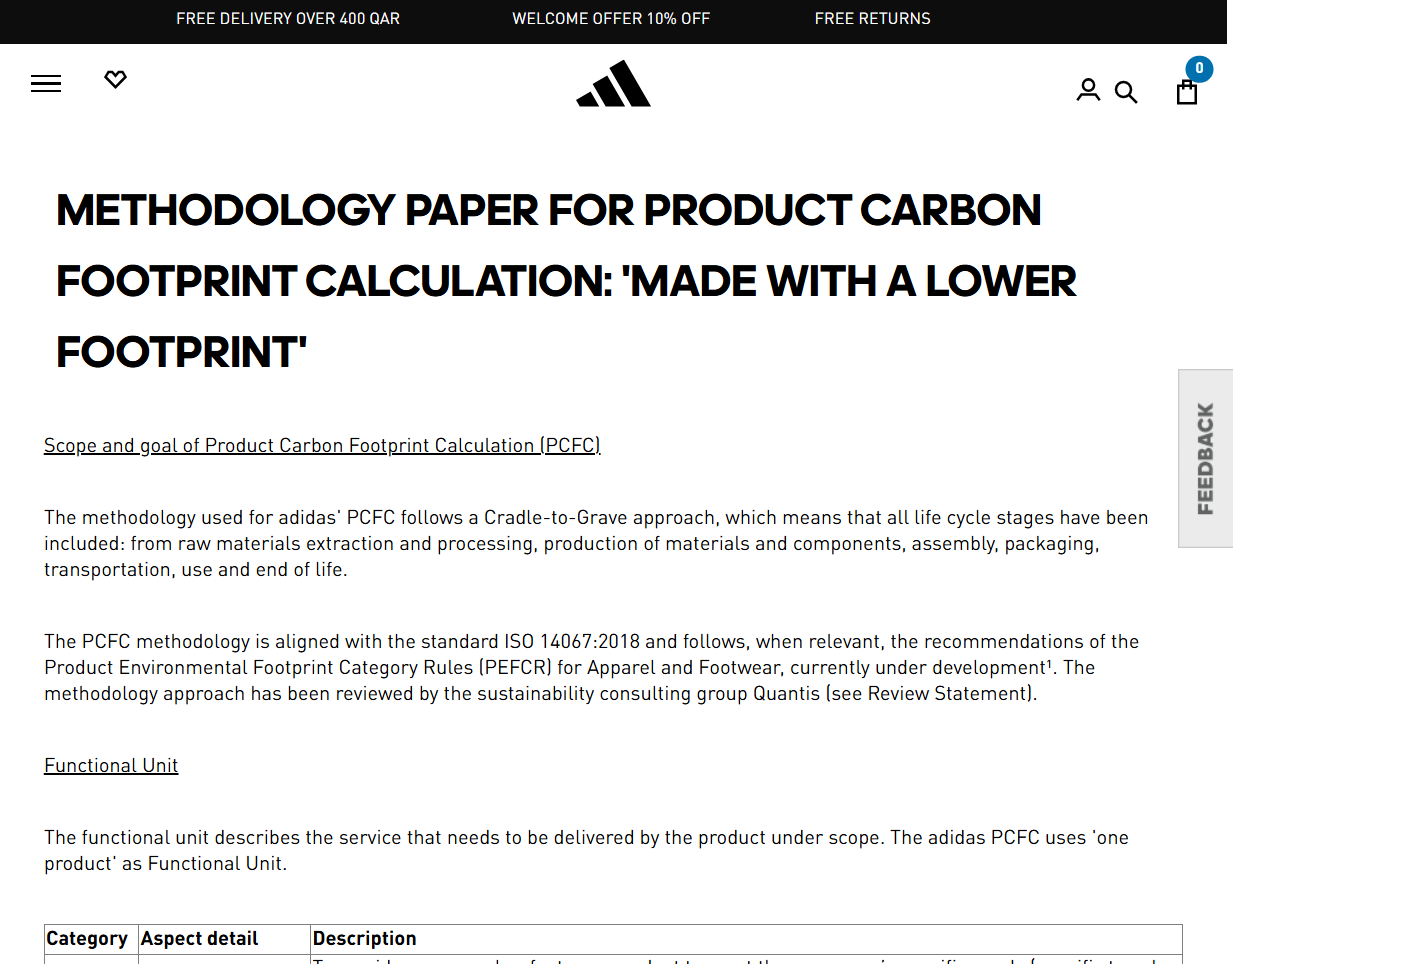 FREE DELIVERY OVER 400 QAR
WELCOME OFFER 10% OFF
FREE RETURNS
0
METHODOLOGY PAPER FOR PRODUCT CARBON
FOOTPRINT CALCULATION: 'MADE WITH A LOWER
FOOTPRINT'
FEEDBACK
Scope and goal of Product Carbon Footprint Calculation (PCFC)
The methodology used for adidas' PCFC follows a Cradle-to-Grave approach, which means that all life cycle stages have been
included: from raw materials extraction and processing, production of materials and components, assembly, packaging,
transportation, use and end of life.
The PCFC methodology is aligned with the standard ISO 14067:2018 and follows, when relevant, the recommendations of the
Product Environmental Footprint Category Rules (PEFCR) for Apparel and Footwear, currently under development¹. The
methodology approach has been reviewed by the sustainability consulting group Quantis (see Review Statement).
Functional Unit
The functional unit describes the service that needs to be delivered by the product under scope. The adidas PCFC uses 'one
product' as Functional Unit.
Category Aspect detail Description